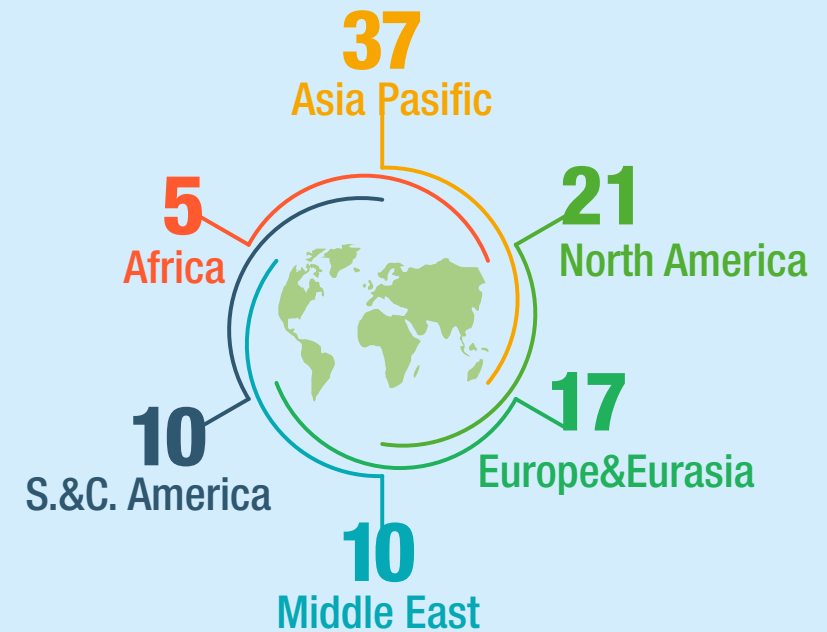 37
Asia Pasific
21
North America
17
Europe&Eurasia
10
Middle East
10
S.&C. America
5
Africa